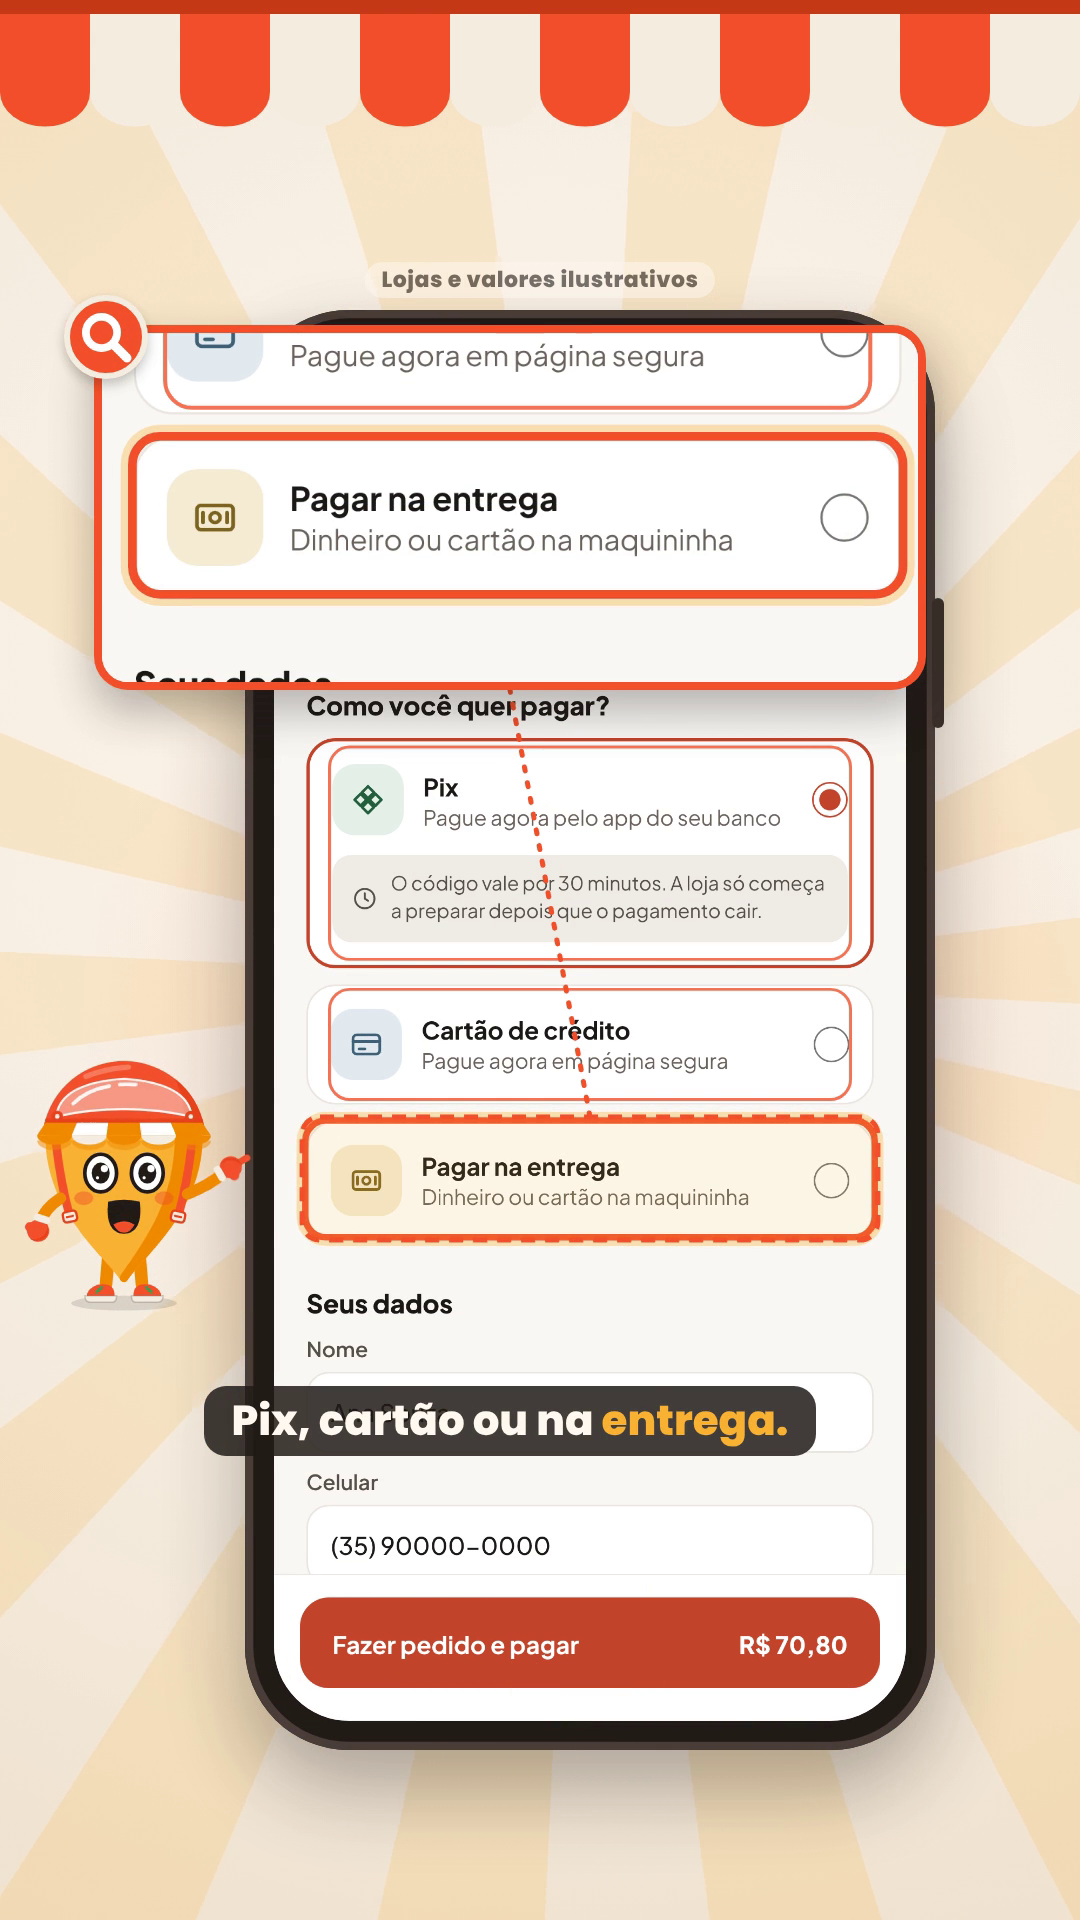 Lojas e valores ilustrativos
Pague agora em página segura
Pagar na entrega
Dinheiro ou cartão na maquininha
Seus dados
Como você quer pagar?
Pix
Pague agora pelo app do seu banco
O código vale por 30 minutos. A loja só começa
a preparar depois que o pagamento cair.
Cartão de crédito
Pague agora em página segura
Pagar na entrega
Dinheiro ou cartão na maquininha
Seus dados
Nome
Pix, cartão ou na entrega.
Celular
(35) 90000-0000
Fazer pedido e pagar R$ 70,80